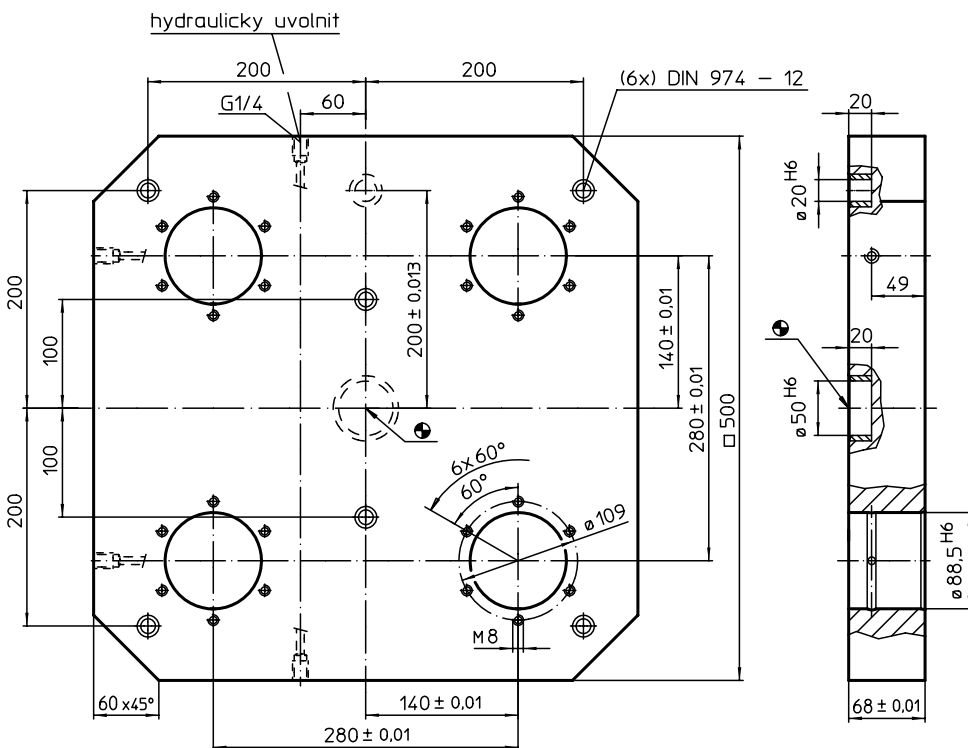 hydraulicky uvolnit
200
200
(6x) DIN 974 – 12
G1/4
60
20
ø20 H6
200
49
200 ± 0,013
140 ± 0,01
100
20
280 ± 0,01
ø50 H6
□ 500
100
6x60°
60°
200
ø109
ø88,5 H6
M8
60 x45°
140 ± 0,01
68 ± 0,01
280 ± 0,01